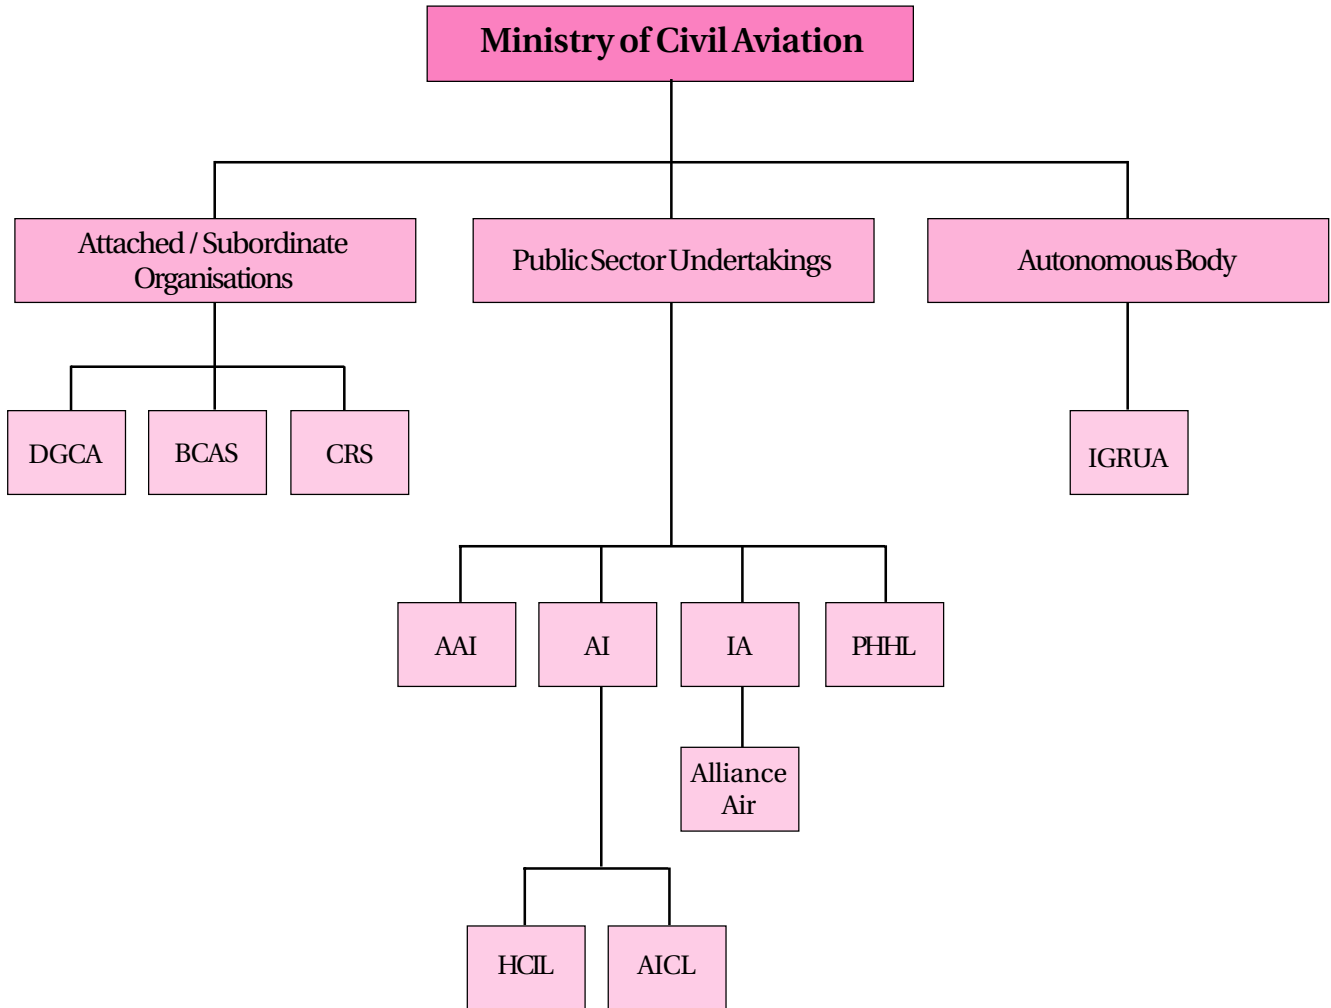 Ministry of Civil Aviation
Attached / Subordinate
Organisations
Public Sector Undertakings
Autonomous Body
DGCA
BCAS
CRS
IGRUA
AAI
AI
IA
PHHL
Alliance
Air
HCIL
AICL